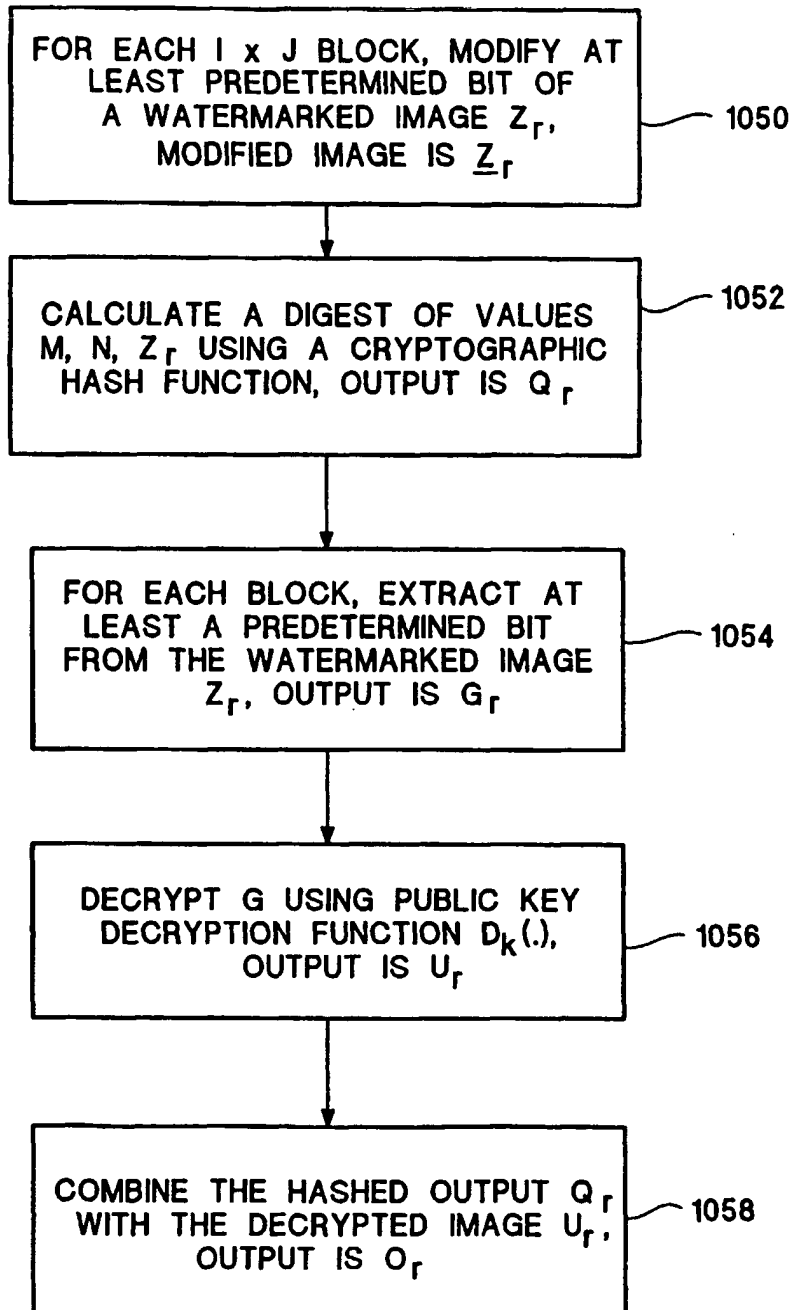 FOR EACH I x J BLOCK, MODIFY AT
LEAST PREDETERMINED BIT OF
A WATERMARKED IMAGE Zr,
MODIFIED IMAGE IS Zr
1050
CALCULATE A DIGEST OF VALUES
M, N, Zr USING A CRYPTOGRAPHIC
HASH FUNCTION, OUTPUT IS Qr
1052
FOR EACH BLOCK, EXTRACT AT
LEAST A PREDETERMINED BIT
FROM THE WATERMARKED IMAGE
Zr, OUTPUT IS Gr
1054
DECRYPT G USING PUBLIC KEY
DECRYPTION FUNCTION Dk(.),
OUTPUT IS Ur
1056
COMBINE THE HASHED OUTPUT Qr
WITH THE DECRYPTED IMAGE Ur,
OUTPUT IS Or
1058